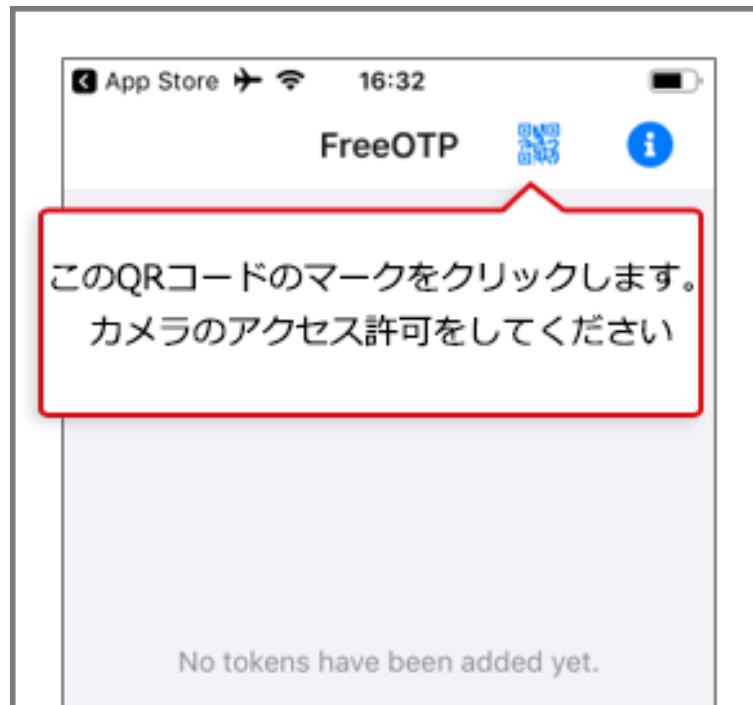 App Store 16:32
FreeOTP
このQRコードのマークをクリックします。
カメラのアクセス許可をしてください
No tokens have been added yet.